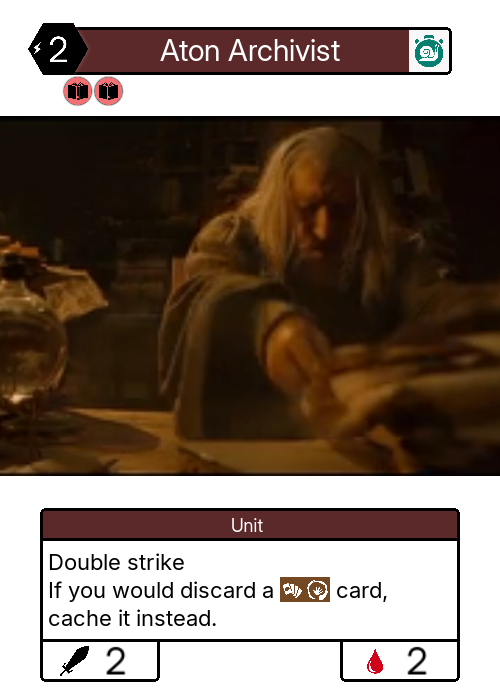 2
Aton Archivist
Unit
Double strike
If you would discard a card,
cache it instead.
2
2